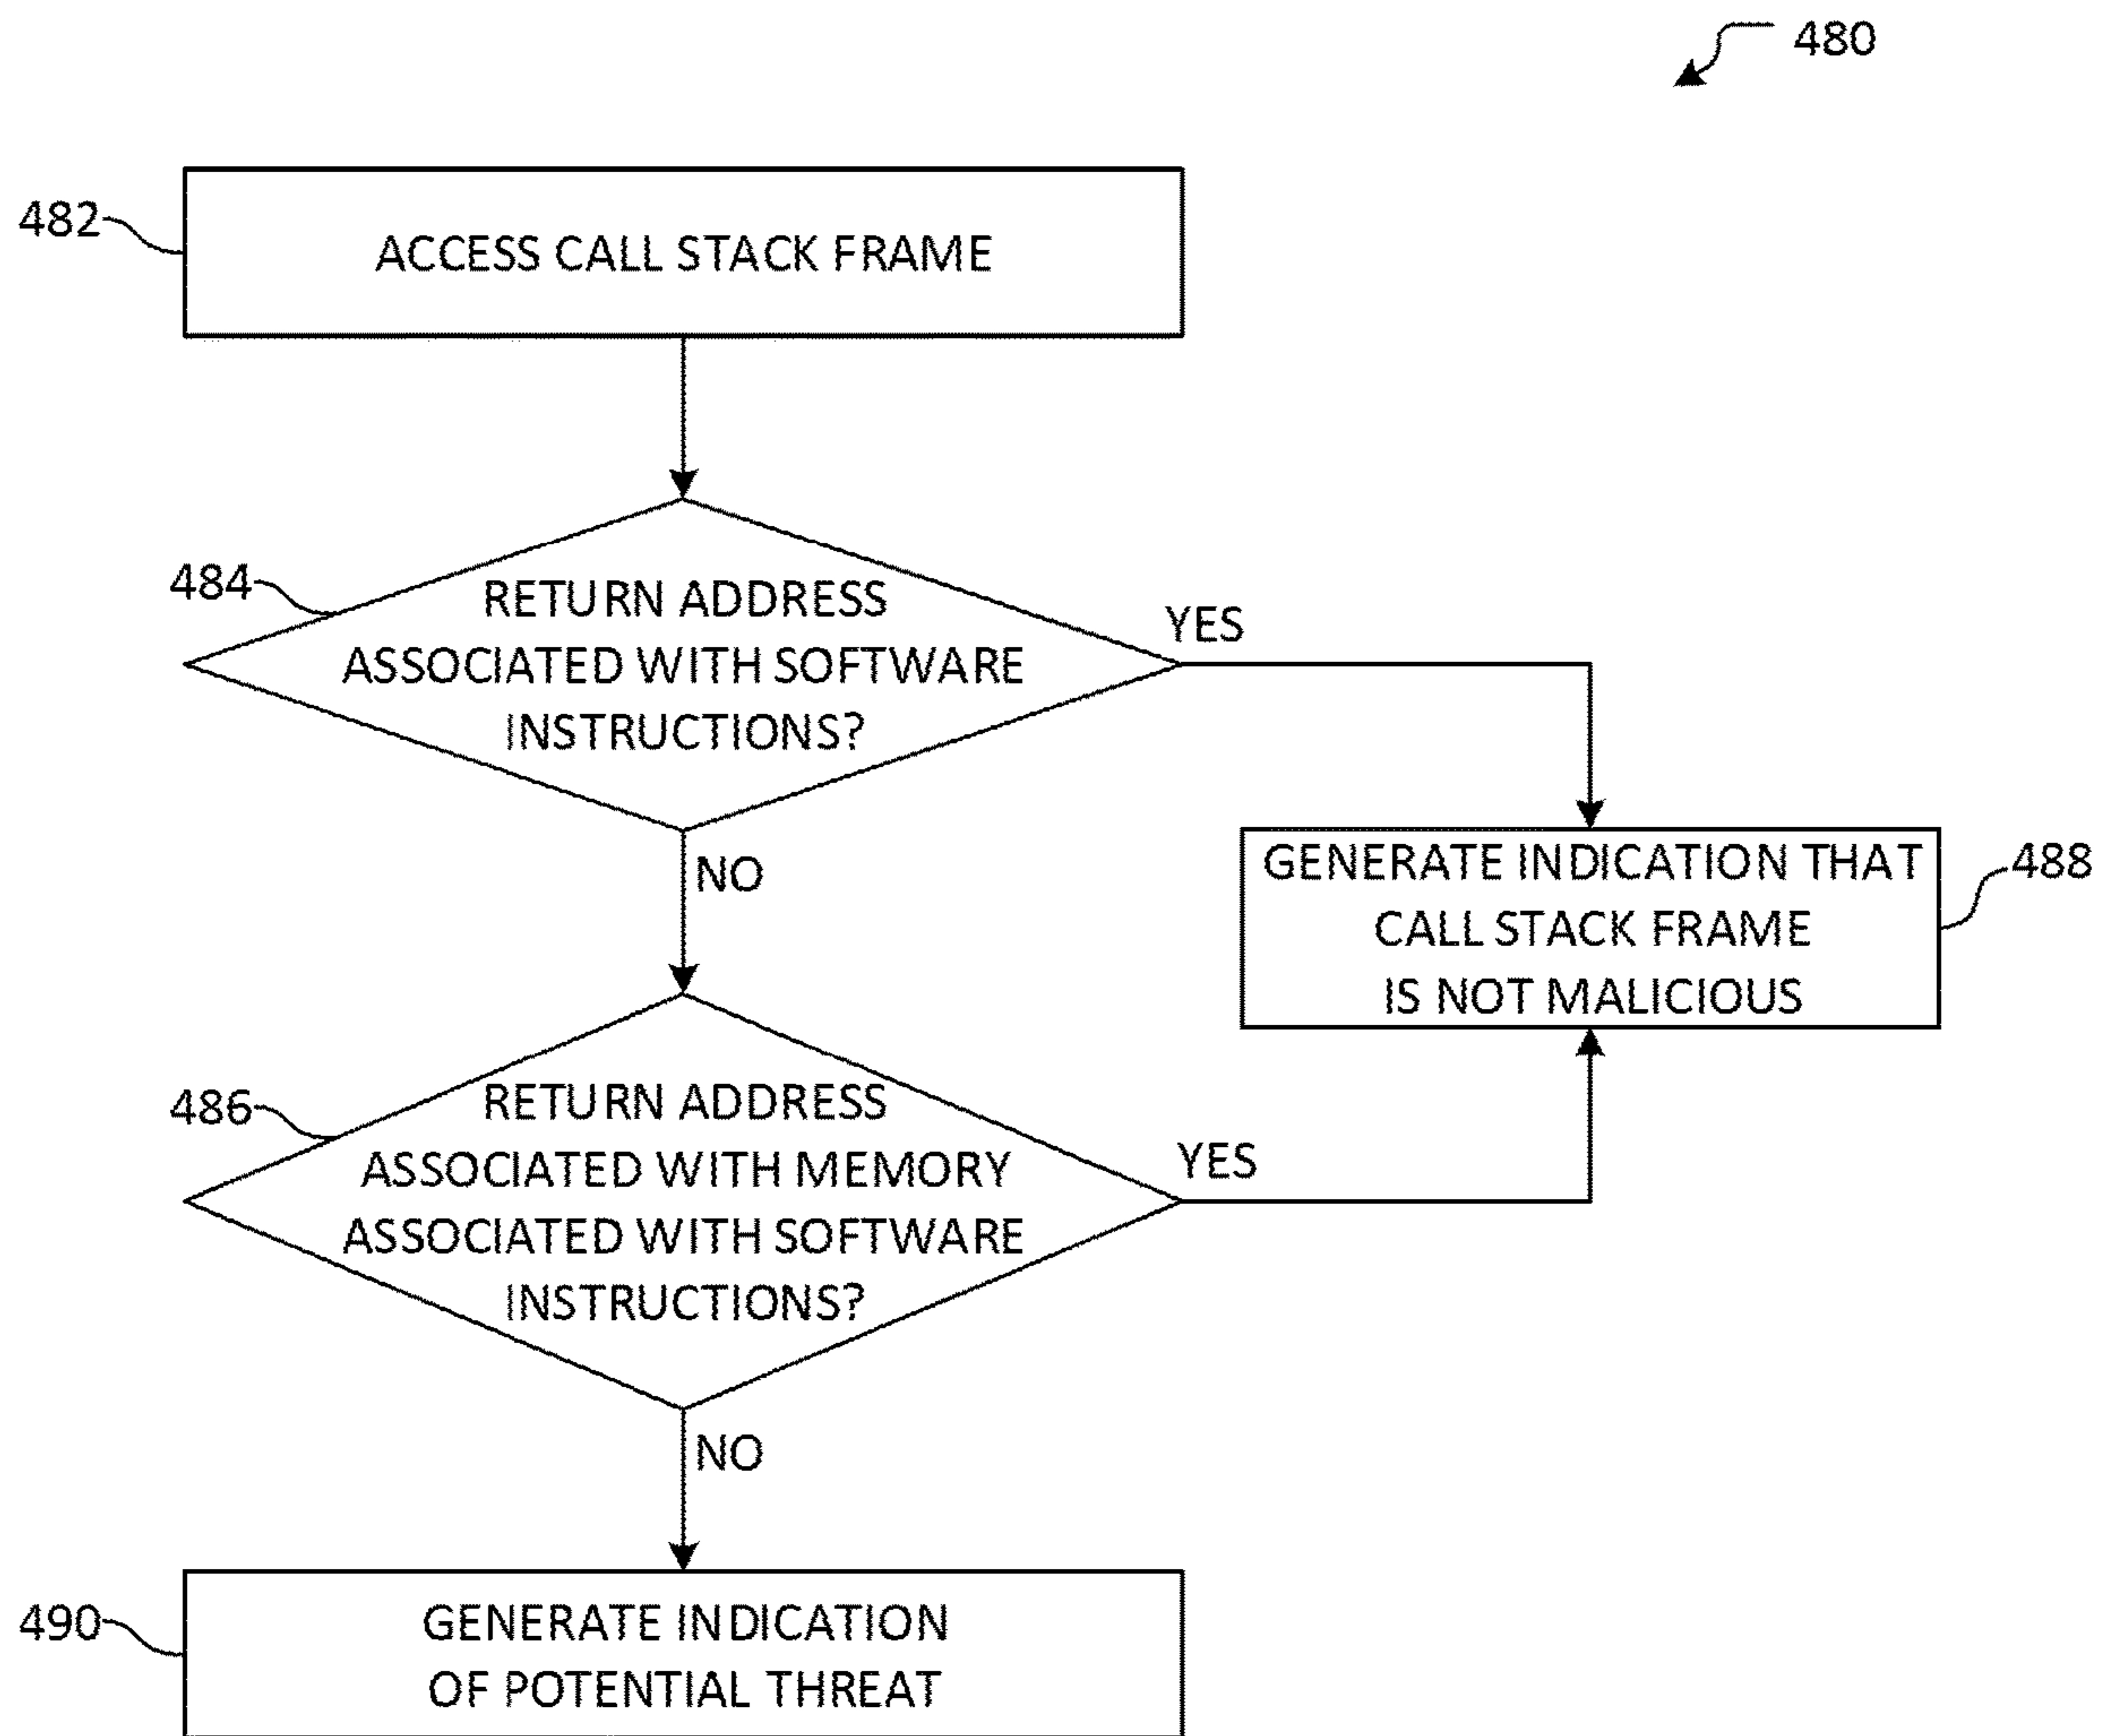 480
482
ACCESS CALL STACK FRAME
484
RETURN ADDRESS
ASSOCIATED WITH SOFTWARE
INSTRUCTIONS?
YES
NO
GENERATE INDICATION THAT
CALL STACK FRAME
IS NOT MALICIOUS
488
486
RETURN ADDRESS
ASSOCIATED WITH MEMORY
ASSOCIATED WITH SOFTWARE
INSTRUCTIONS?
YES
NO
490
GENERATE INDICATION
OF POTENTIAL THREAT